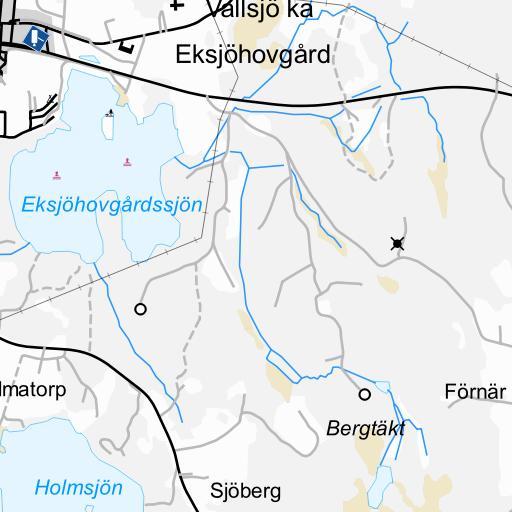 Vallsjö ka
Eksjöhovgård
Eksjöhovgårdssjön
lmatorp
Förnär
Bergtäkt
Holmsjön
Sjöberg